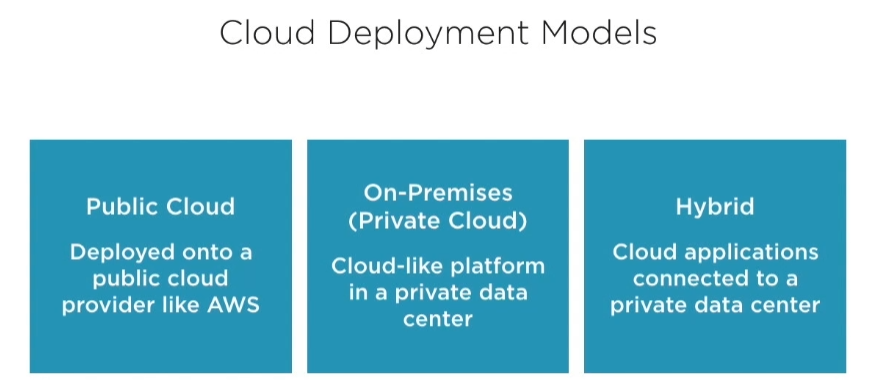 Cloud Deployment Models
Public Cloud
Deployed onto a
public cloud
provider like AWS
On-Premises
(Private Cloud)
Cloud-like platform
in a private data
center
Hybrid
Cloud applications
connected to a
private data center